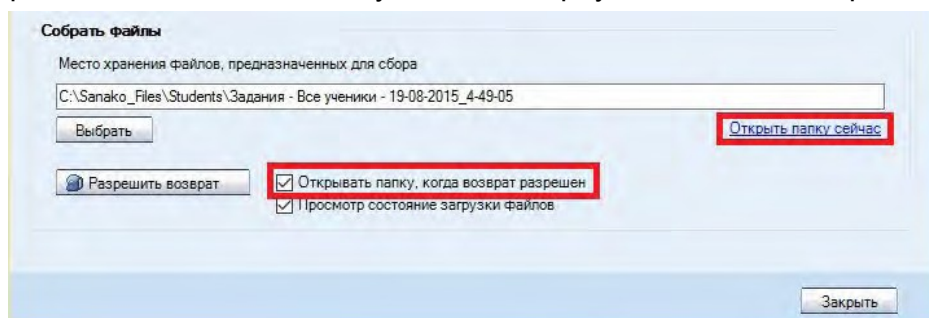 Собрать файлы
Место хранения файлов, предназначенных для сбора
C:\Sanako_Files\Students\Задания - Все ученики - 19-08-2015_4-49-05
Выбрать
Открыть папку сейчас
Разрешить возврат
Открывать папку, когда возврат разрешен
Просмотр состояние загрузки файлов
Закрыть